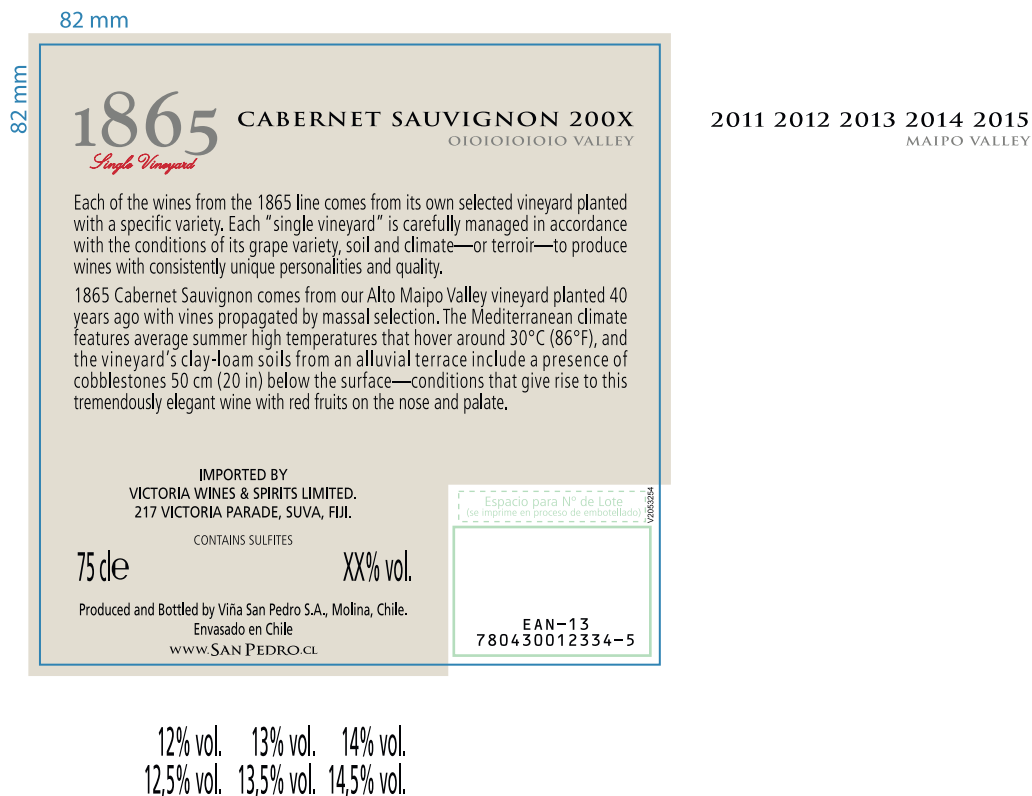 82 mm
82 mm
1865
Single Vineyard
CABERNET SAUVIGNON 200X
OIOIOIOIOIO VALLEY
2011 2012 2013 2014 2015
MAIPO VALLEY
Each of the wines from the 1865 line comes from its own selected vineyard planted
with a specific variety. Each “single vineyard” is carefully managed in accordance
with the conditions of its grape variety, soil and climate—or terroir—to produce
wines with consistently unique personalities and quality.
1865 Cabernet Sauvignon comes from our Alto Maipo Valley vineyard planted 40
years ago with vines propagated by massal selection. The Mediterranean climate
features average summer high temperatures that hover around 30°C (86°F), and
the vineyard’s clay-loam soils from an alluvial terrace include a presence of
cobblestones 50 cm (20 in) below the surface—conditions that give rise to this
tremendously elegant wine with red fruits on the nose and palate.
IMPORTED BY
VICTORIA WINES & SPIRITS LIMITED.
217 VICTORIA PARADE, SUVA, FIJI.
CONTAINS SULFITES
75 cle
XX% vol.
Produced and Bottled by Viña San Pedro S.A., Molina, Chile.
Envasado en Chile
WWW.SAN PEDRO.CL
Espacio para Nº de Lote
(se imprime en proceso de embotellado)
V2053254
EAN-13
780430012334-5
12% vol. 13% vol. 14% vol.
12,5% vol. 13,5% vol. 14,5% vol.